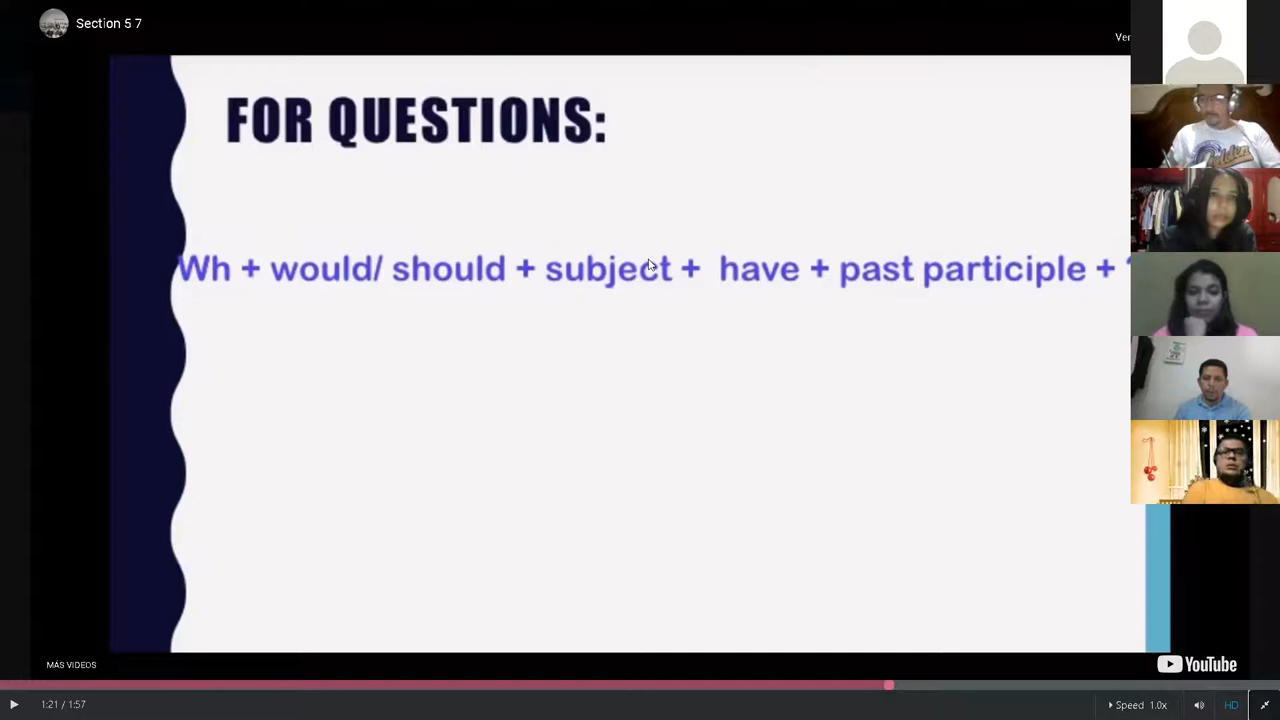 Section 5 7
Ver
FOR QUESTIONS:
Wh + would/ should + subject + have + past participle +
MÁS VIDEOS
YouTube
1:21 / 1:57
Speed 1.0x
HD